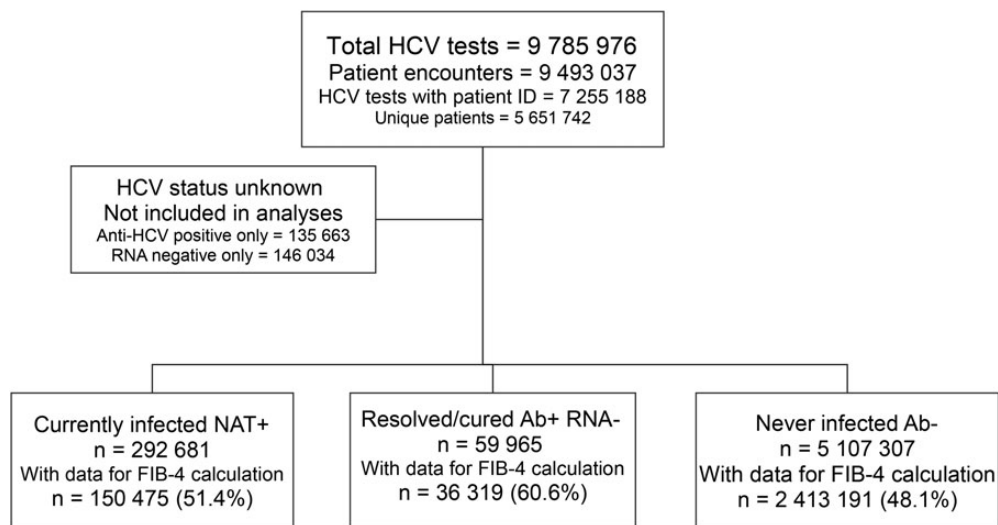 Total HCV tests = 9 785 976
Patient encounters = 9 493 037
HCV tests with patient ID = 7 255 188
Unique patients = 5 651 742
HCV status unknown
Not included in analyses
Anti-HCV positive only = 135 663
RNA negative only = 146 034
Currently infected NAT+
n = 292 681
With data for FIB-4 calculation
n = 150 475 (51.4%)
Resolved/cured Ab+ RNA-
n = 59 965
With data for FIB-4 calculation
n = 36 319 (60.6%)
Never infected Ab-
n = 5 107 307
With data for FIB-4 calculation
n = 2 413 191 (48.1%)